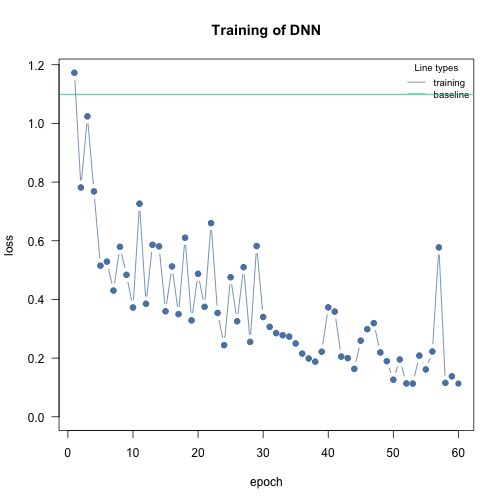 Training of DNN
Line types
training
baseline
1.2
1.0
0.8
0.6
0.4
0.2
0.0
loss
0 10 20 30 40 50 60
epoch